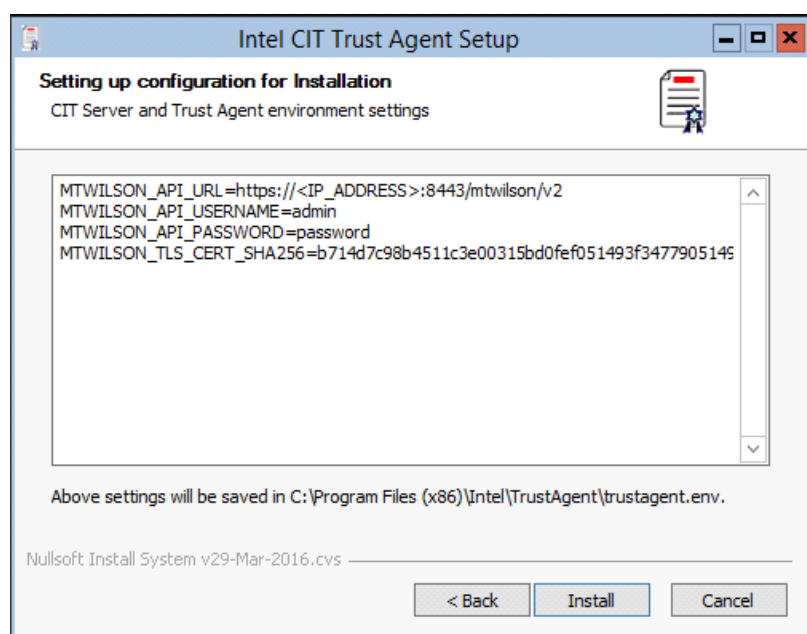 Intel CIT Trust Agent Setup
Setting up configuration for Installation
CIT Server and Trust Agent environment settings
MTWILSON_API_URL=https://<IP_ADDRESS>:8443/mtwilson/v2
MTWILSON_API_USERNAME=admin
MTWILSON_API_PASSWORD=password
MTWILSON_TLS_CERT_SHA256=b714d7c98b4511c3e00315bd0fef051493f3477905149
Above settings will be saved in C:\Program Files (x86)\Intel\TrustAgent\trustagent.env.
Nullsoft Install System v29-Mar-2016.cvs
< Back Install Cancel